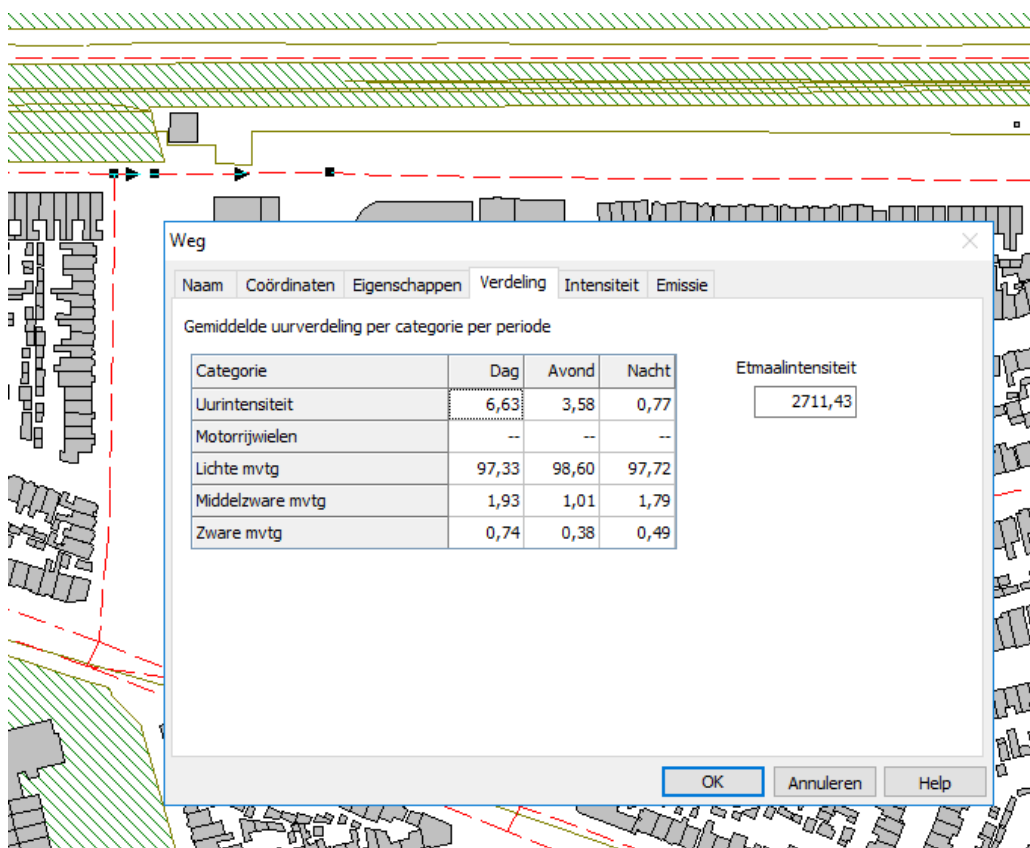 Weg
Naam Coördinaten Eigenschappen Verdeling Intensiteit Emissie
Gemiddelde uurverdeling per categorie per periode
Categorie Dag Avond Nacht
Uurintensiteit 6,63 3,58 0,77
Motorrijwielen -- -- --
Lichte mvtg 97,33 98,60 97,72
Middelzware mvtg 1,93 1,01 1,79
Zware mvtg 0,74 0,38 0,49
Etmaalintensiteit
2711,43
OK Annuleren Help